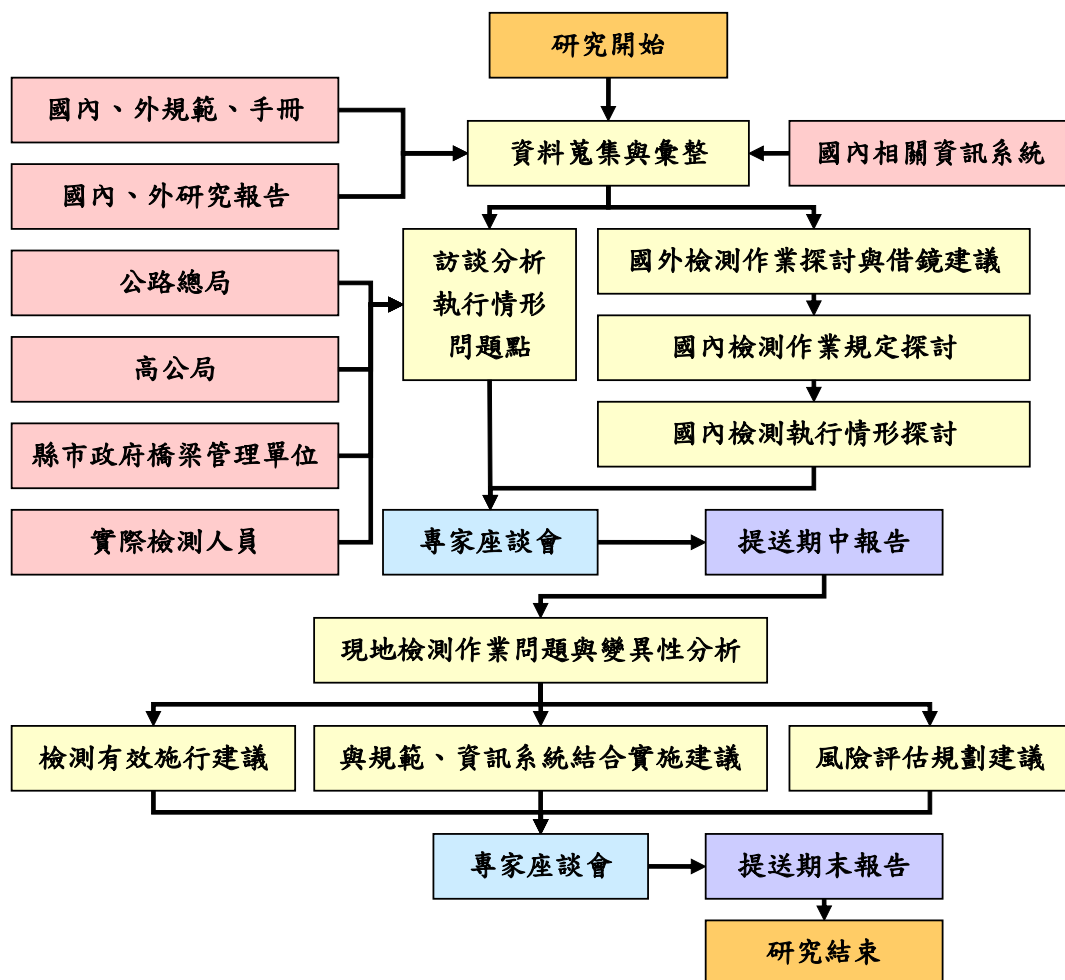 研究開始
國內、外規範、手冊
資料蒐集與彙整
國內相關資訊系統
國內、外研究報告
公路總局
訪談分析
執行情形
問題點
國外檢測作業探討與借鏡建議
高公局
國內檢測作業規定探討
縣市政府橋梁管理單位
國內檢測執行情形探討
實際檢測人員
專家座談會
提送期中報告
現地檢測作業問題與變異性分析
檢測有效施行建議
與規範、資訊系統結合實施建議
風險評估規劃建議
專家座談會
提送期末報告
研究結束